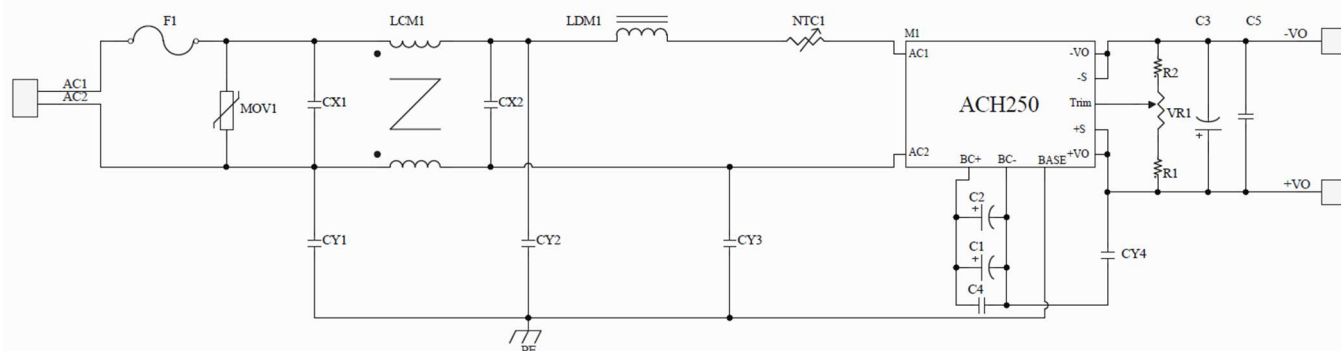 F1
LCM1
LDM1
NTC1
M1
C3
C5
-VO
AC1
-VO
-S
R2
AC1
AC2
MOV1
CX1
CX2
ACH250
Trim
VR1
+
+S
AC2
BC+
BC-
BASE
+VO
R1
+VO
C2
+
CY1
CY2
CY3
C1
+
CY4
C4
PE